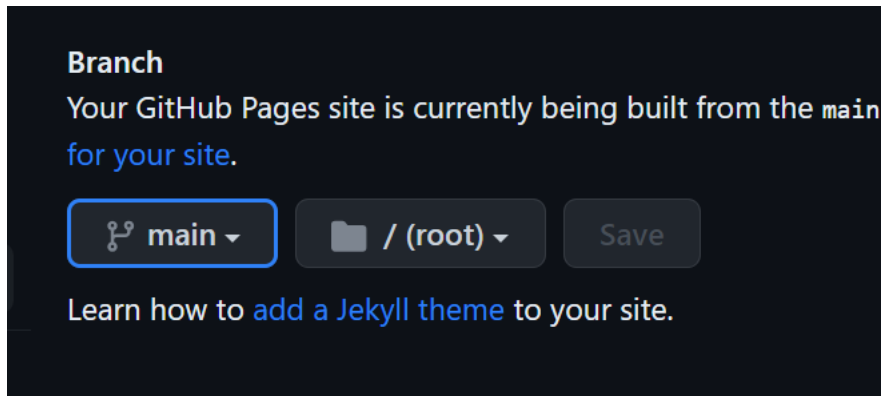 Branch
Your GitHub Pages site is currently being built from the main
for your site.
main / (root) Save
Learn how to add a Jekyll theme to your site.